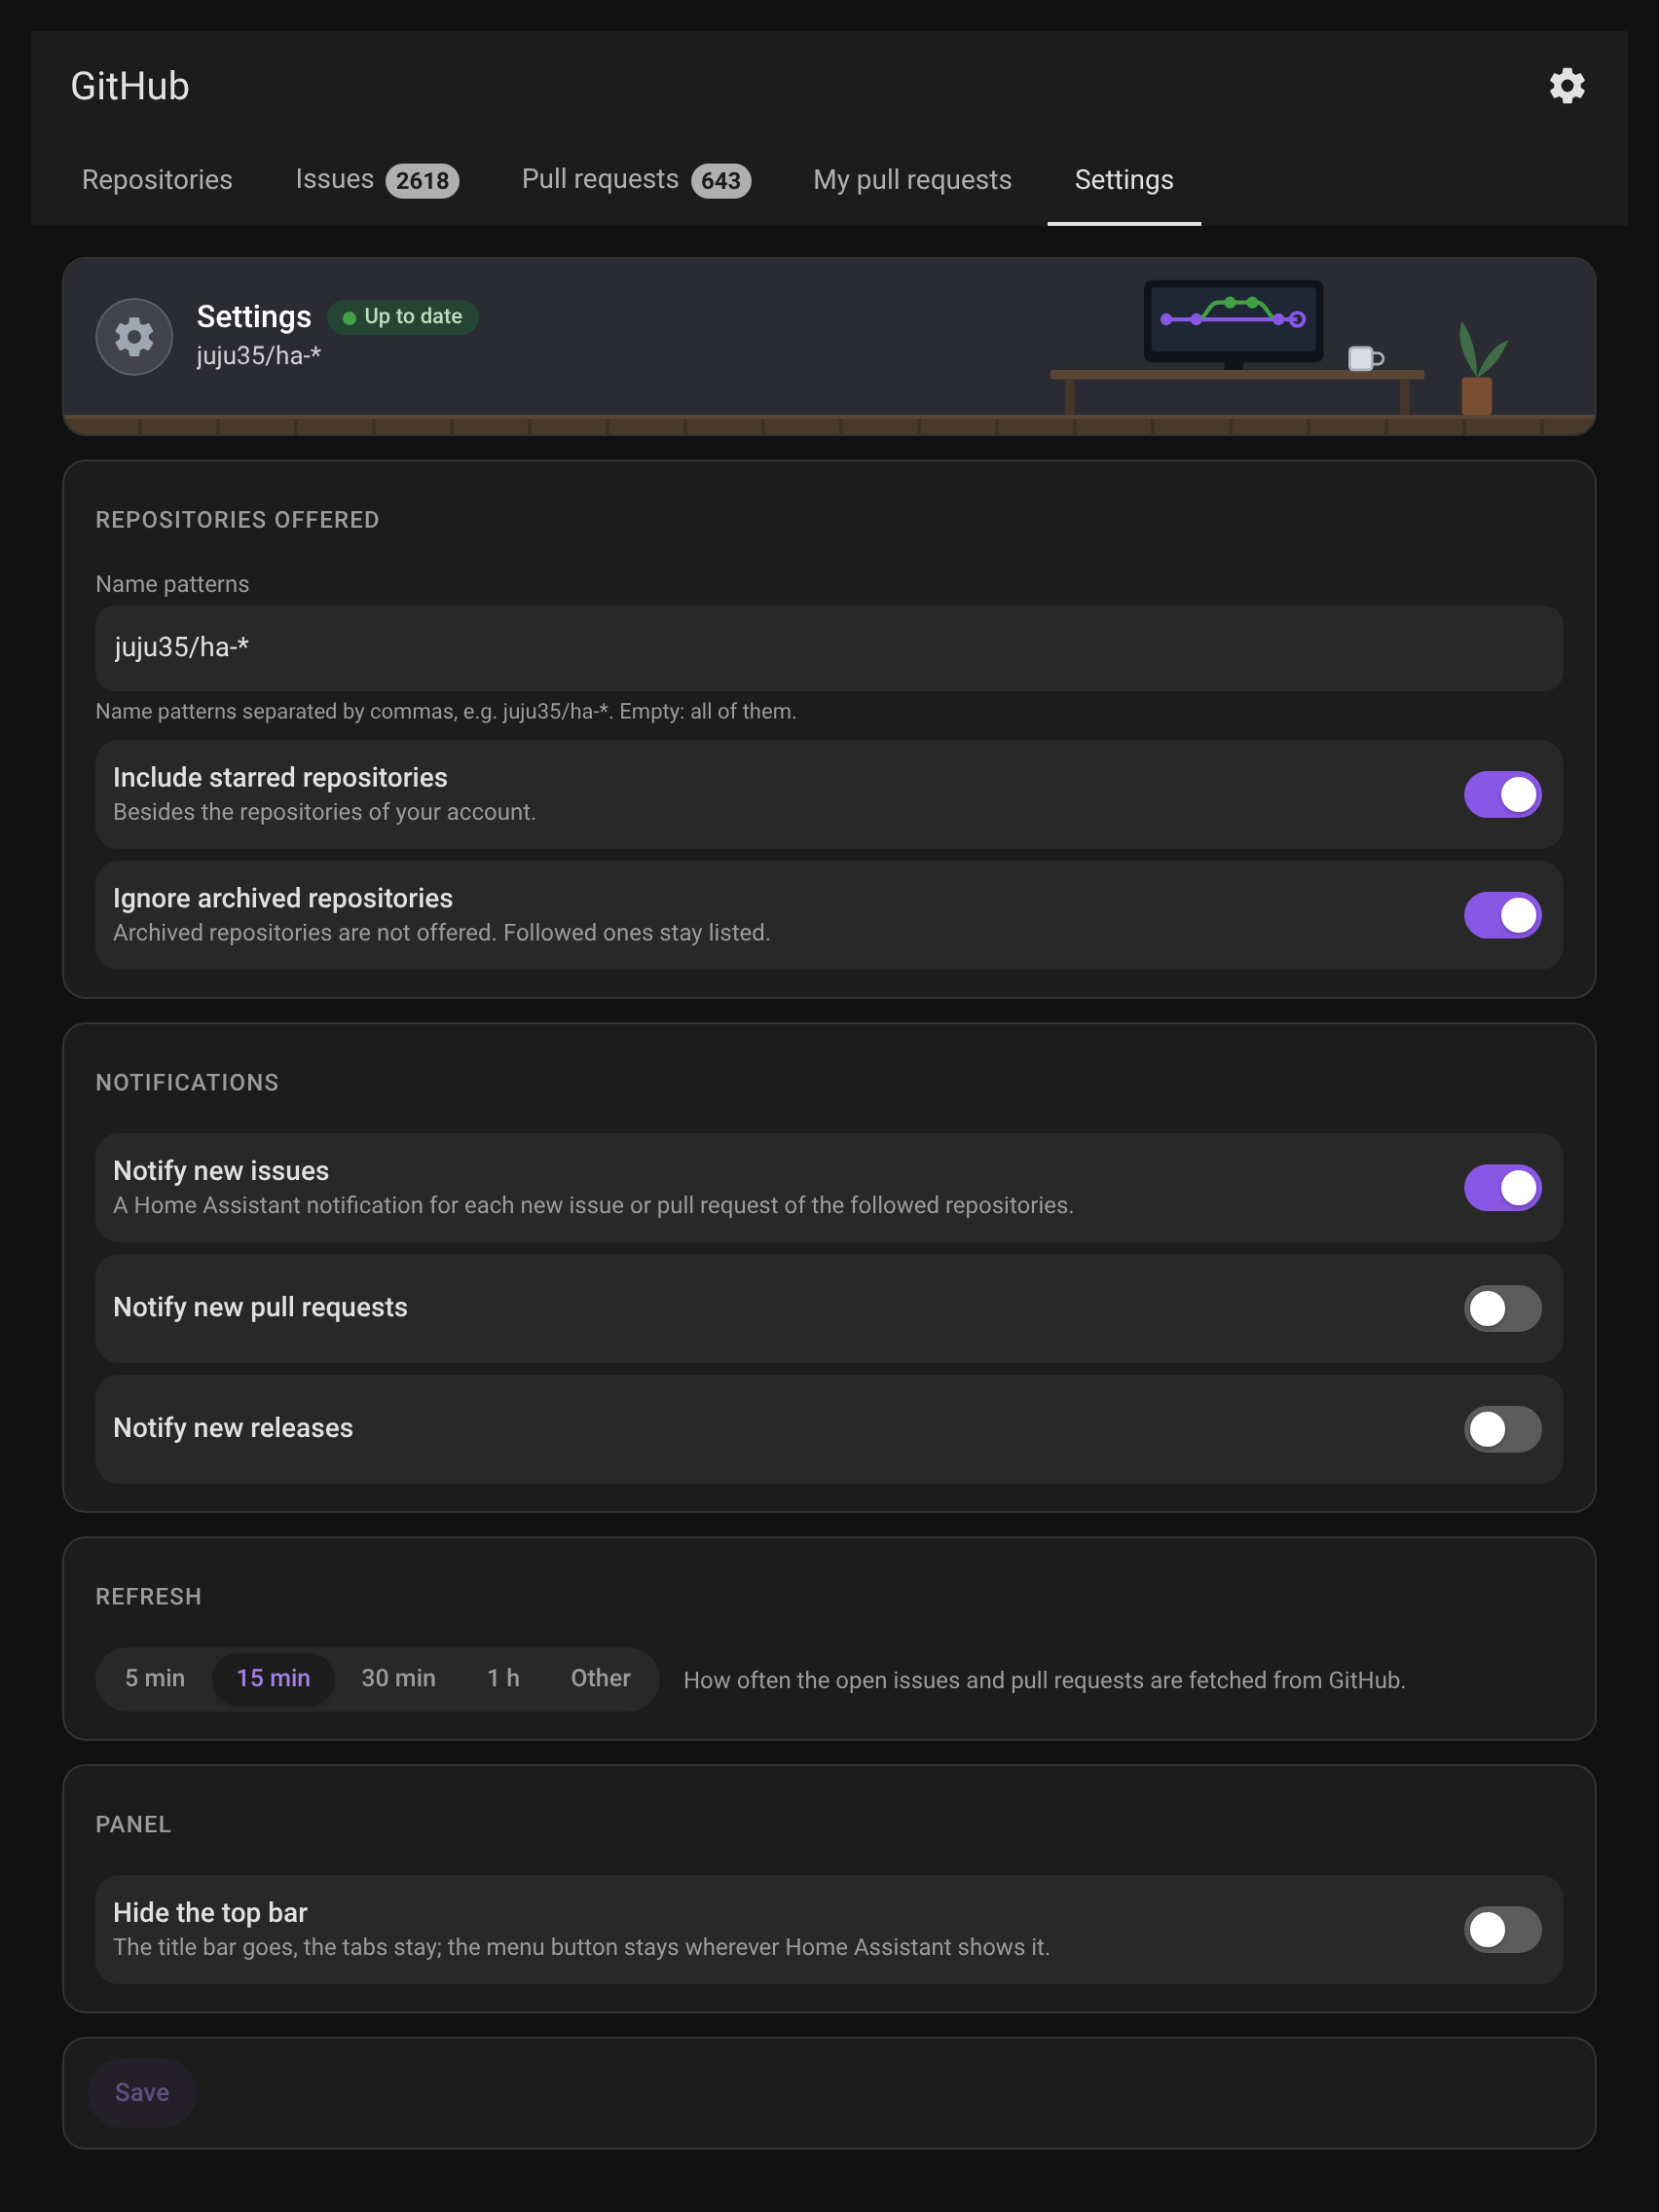 GitHub
Repositories
Issues 2618
Pull requests 643
My pull requests
Settings
Settings
Up to date
juju35/ha-*
REPOSITORIES OFFERED
Name patterns
juju35/ha-*
Name patterns separated by commas, e.g. juju35/ha-*. Empty: all of them.
Include starred repositories
Besides the repositories of your account.
Ignore archived repositories
Archived repositories are not offered. Followed ones stay listed.
NOTIFICATIONS
Notify new issues
A Home Assistant notification for each new issue or pull request of the followed repositories.
Notify new pull requests
Notify new releases
REFRESH
5 min
15 min
30 min
1 h
Other
How often the open issues and pull requests are fetched from GitHub.
PANEL
Hide the top bar
The title bar goes, the tabs stay; the menu button stays wherever Home Assistant shows it.
Save